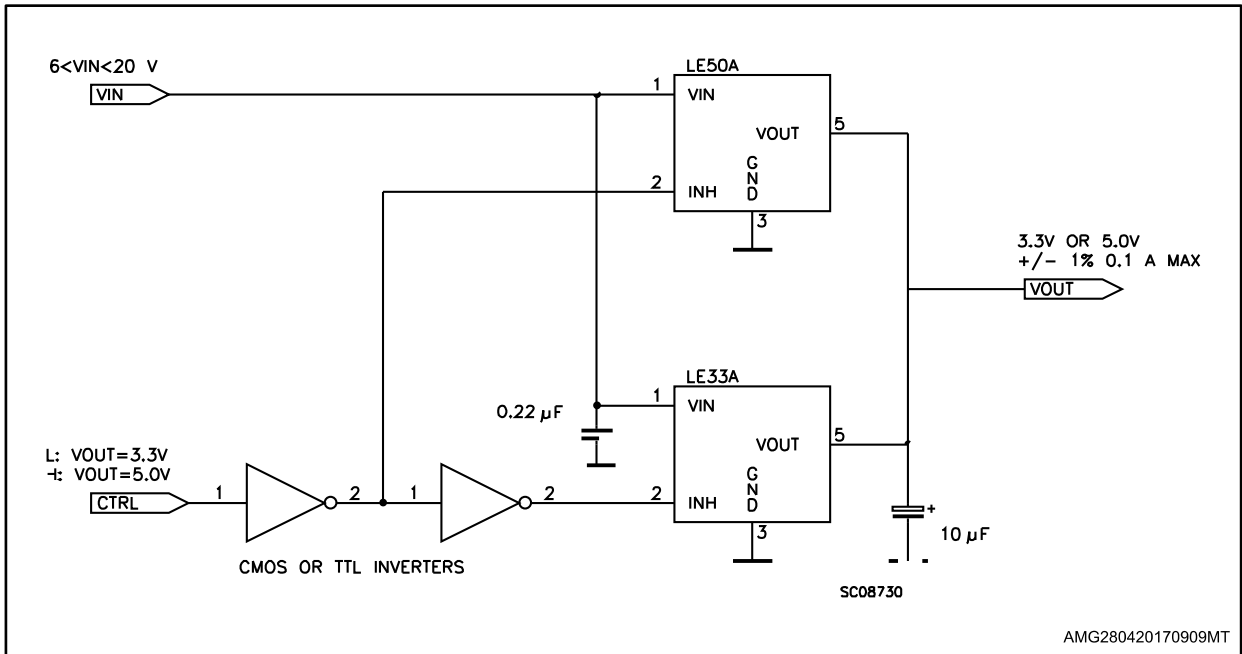 6<VIN<20 V
VIN
LE50A
1
VIN
VOUT
5
GND
2
INH
3
3.3V OR 5.0V
+/- 1% 0.1 A MAX
VOUT
LE33A
1
VIN
0.22 µF
VOUT
5
GND
L: VOUT=3.3V
H: VOUT=5.0V
CTRL
1
2
1
2
2
INH
3
+
10 µF
CMOS OR TTL INVERTERS
SC08730
AMG280420170909MT